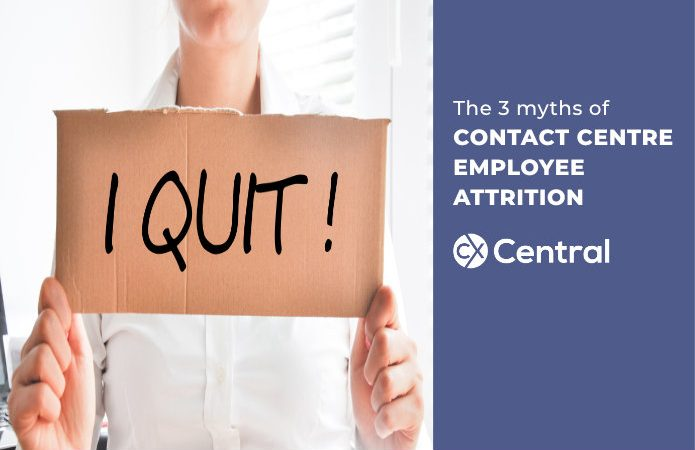 I QUIT !
The 3 myths of
CONTACT CENTRE
EMPLOYEE
ATTRITION
CX Central